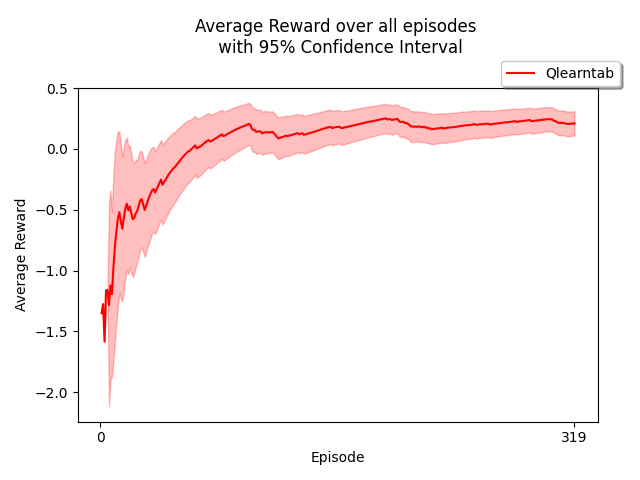 Average Reward over all episodes
with 95% Confidence Interval
Qlearntab
0.5
0.0
−0.5
−1.0
−1.5
−2.0
Average Reward
0
319
Episode